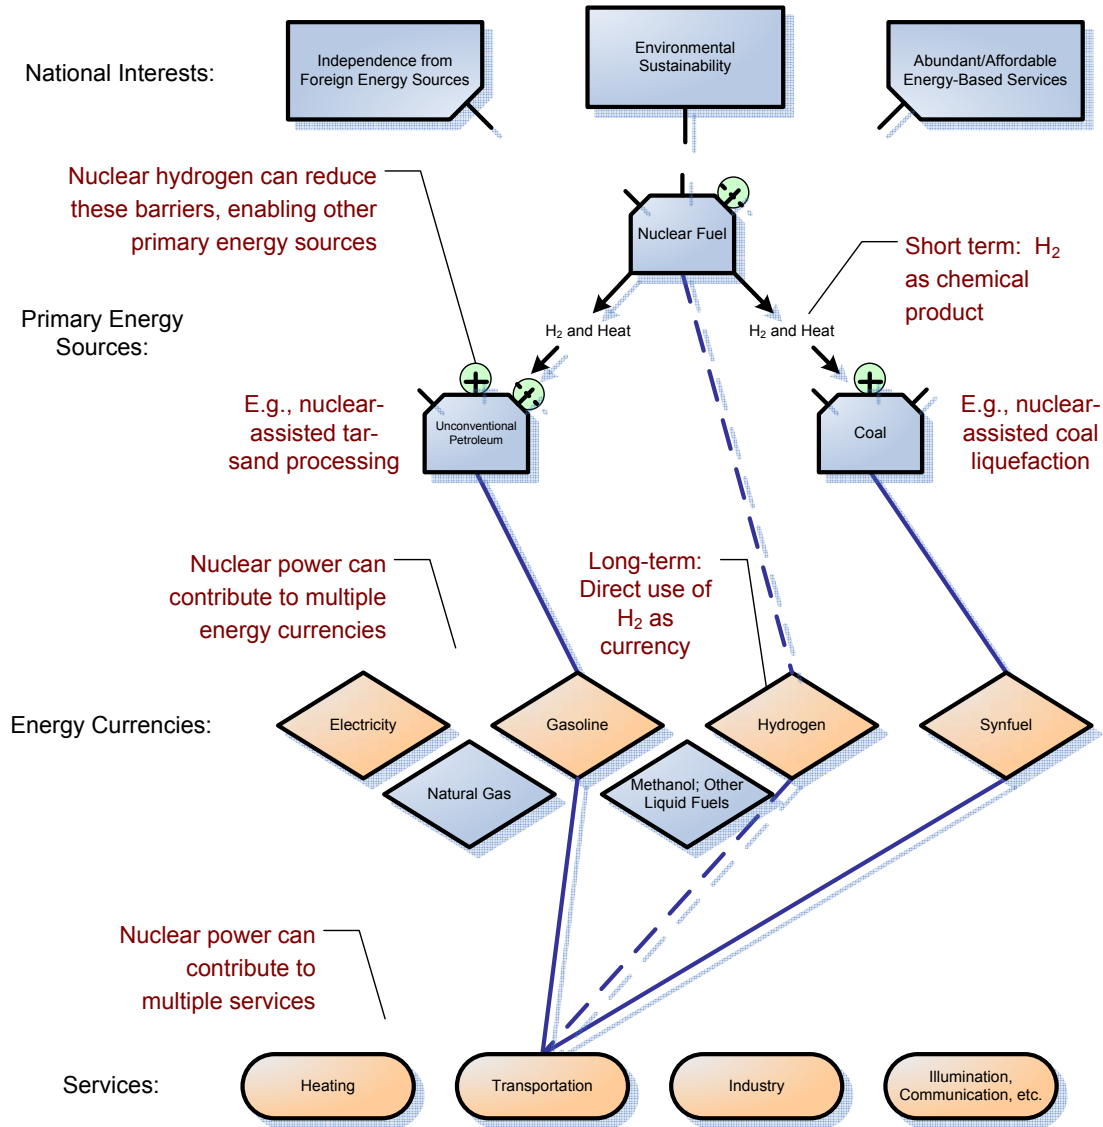 National Interests:
Independence from
Foreign Energy Sources
Environmental
Sustainability
Abundant/Affordable
Energy-Based Services
Nuclear hydrogen can reduce
these barriers, enabling other
primary energy sources
Nuclear Fuel
Short term: H₂
as chemical
product
Primary Energy
Sources:
H₂ and Heat
H₂ and Heat
E.g., nuclear-
assisted tar-
sand processing
Unconventional
Petroleum
Coal
E.g., nuclear-
assisted coal
liquefaction
Nuclear power can
contribute to multiple
energy currencies
Long-term:
Direct use of
H₂ as
currency
Energy Currencies:
Electricity
Gasoline
Hydrogen
Synfuel
Natural Gas
Methanol; Other
Liquid Fuels
Nuclear power can
contribute to
multiple services
Services:
Heating
Transportation
Industry
Illumination,
Communication, etc.